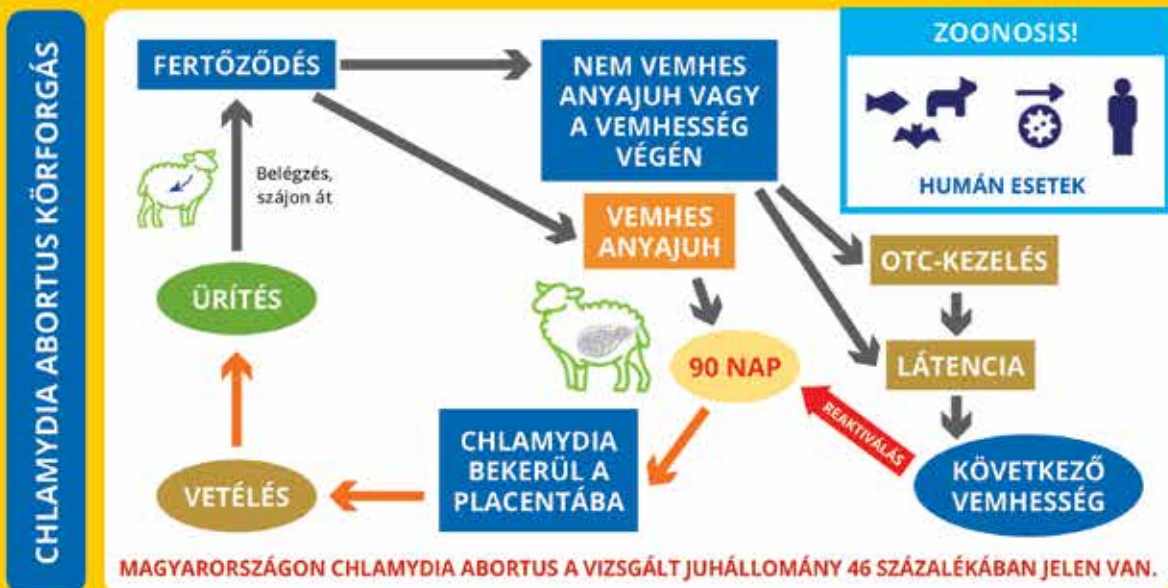 CHLAMYDIA ABORTUS KÖRFORGÁS
FERTŐZŐDÉS
NEM VEMHES
ANYAJUH VAGY
A VEMHESSÉG
VÉGÉN
ZOONOSIS!
HUMÁN ESETEK
Belégzés,
szájon át
VEMHES
ANYAJUH
OTC-KEZELÉS
ÜRÍTÉS
90 NAP
LÁTENCIA
REAKTIVÁLÁS
CHLAMYDIA
BEKERÜL A
PLACENTÁBA
VETÉLÉS
KÖVETKEZŐ
VEMHESSÉG
MAGYARORSZÁGON CHLAMYDIA ABORTUS A VIZSGÁLT JUHÁLLOMÁNY 46 SZÁZALÉKÁBAN JELEN VAN.